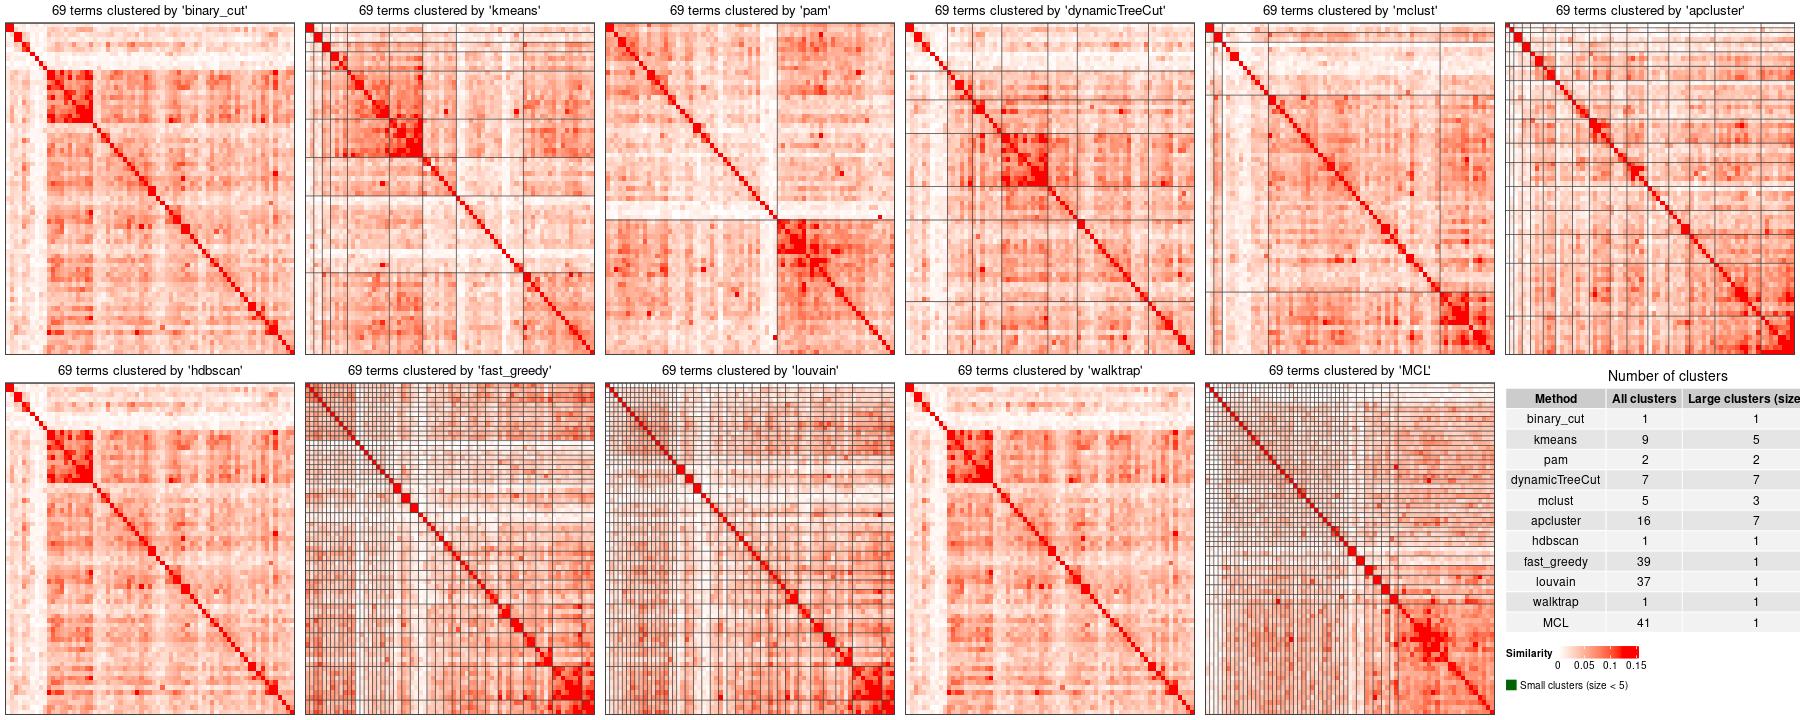 69 terms clustered by 'binary_cut'
69 terms clustered by 'kmeans'
69 terms clustered by 'pam'
69 terms clustered by 'dynamicTreeCut'
69 terms clustered by 'mclust'
69 terms clustered by 'apcluster'
69 terms clustered by 'hdbscan'
69 terms clustered by 'fast_greedy'
69 terms clustered by 'louvain'
69 terms clustered by 'walktrap'
69 terms clustered by 'MCL'
Number of clusters
Method All clusters Large clusters (size
binary_cut 1 1
kmeans 9 5
pam 2 2
dynamicTreeCut 7 7
mclust 5 3
apcluster 16 7
hdbscan 1 1
fast_greedy 39 1
louvain 37 1
walktrap 1 1
MCL 41 1
Similarity
0 0.05 0.1 0.15
Small clusters (size < 5)